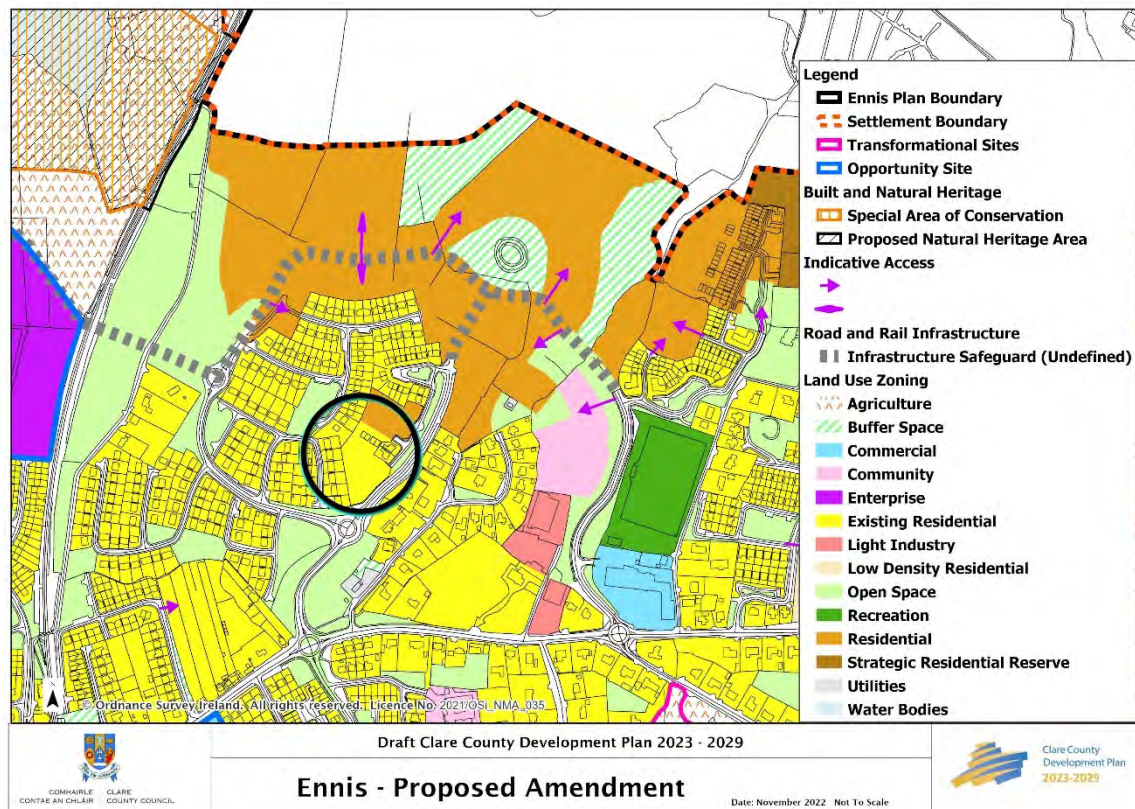 Legend
Ennis Plan Boundary
Settlement Boundary
Transformational Sites
Opportunity Site
Built and Natural Heritage
Special Area of Conservation
Proposed Natural Heritage Area
Indicative Access
Road and Rail Infrastructure
Infrastructure Safeguard (Undefined)
Land Use Zoning
Agriculture
Buffer Space
Commercial
Community
Enterprise
Existing Residential
Light Industry
Low Density Residential
Open Space
Recreation
Residential
Strategic Residential Reserve
Utilities
Water Bodies
© Ordnance Survey Ireland. All rights reserved. Licence No: 2021/OSi_NMA_035
COMHAIRLE CONTAE AN CHLÁIR
CLARE COUNTY COUNCIL
Draft Clare County Development Plan 2023 - 2029
Ennis - Proposed Amendment
Date: November 2022 Not To Scale
Clare County
Development Plan
2023-2029